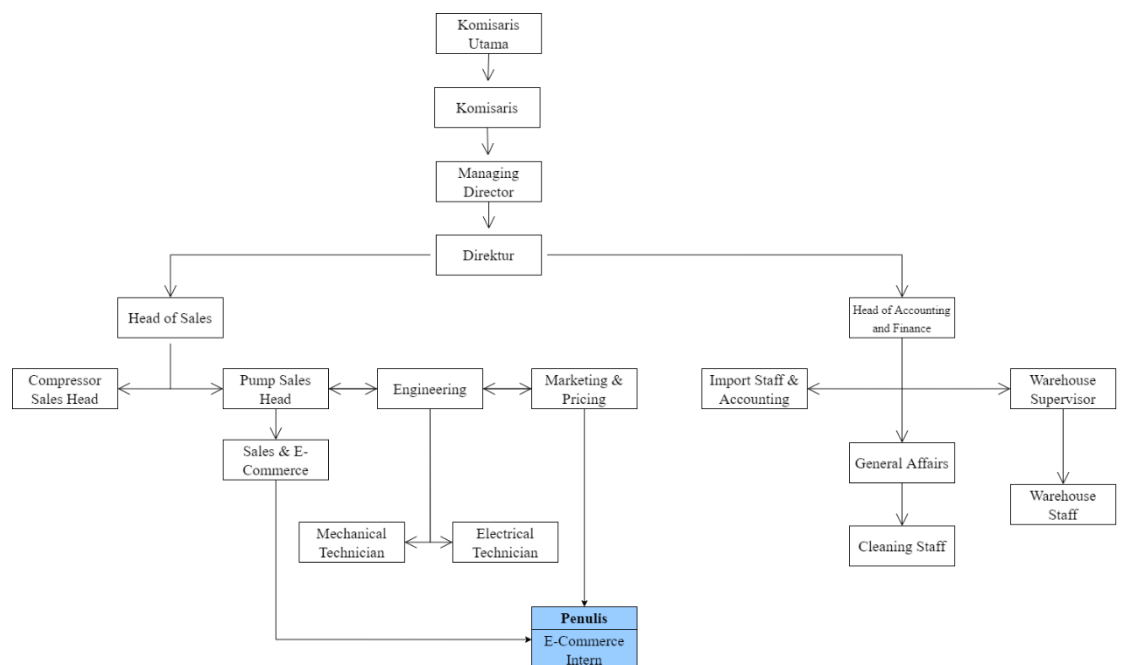 Komisaris
Utama
Komisaris
Managing
Director
Direktur
Head of Sales
Head of Accounting
and Finance
Compressor
Sales Head
Pump Sales
Head
Engineering
Marketing &
Pricing
Import Staff &
Accounting
Warehouse
Supervisor
Sales & E-
Commerce
General Affairs
Warehouse
Staff
Mechanical
Technician
Electrical
Technician
Cleaning Staff
Penulis
E-Commerce
Intern